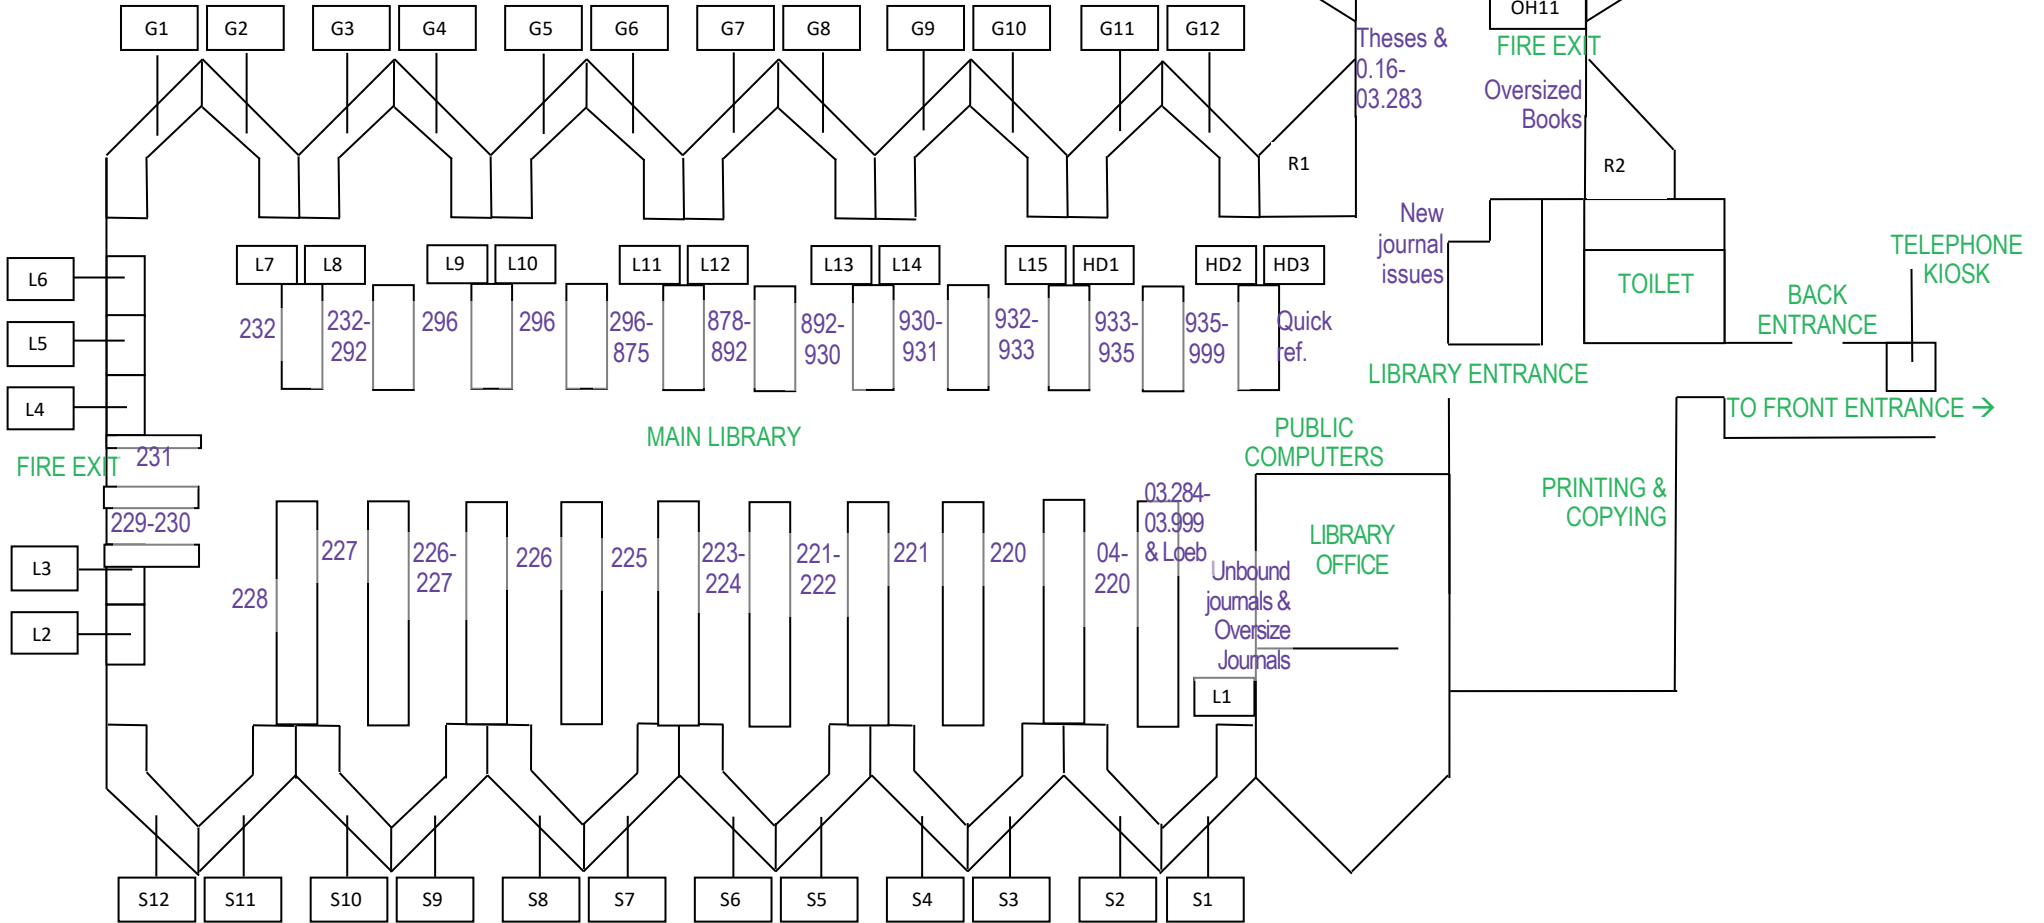 OH11
G1
G2
G3
G4
G5
G6
G7
G8
G9
G10
G11
G12
Theses &
0.16-
03.283
FIRE EXIT
Oversized
Books
R1
R2
New
journal
issues
TOILET
TELEPHONE
KIOSK
BACK
ENTRANCE
L6
L5
L4
L7
L8
L9
L10
L11
L12
L13
L14
L15
HD1
HD2
HD3
232
232-
292
296
296
296-
875
878-
892
892-
930
930-
931
932-
933
933-
935
935-
999
Quick
ref.
LIBRARY ENTRANCE
TO FRONT ENTRANCE →
MAIN LIBRARY
PUBLIC
COMPUTERS
FIRE EXIT
231
229-230
PRINTING &
COPYING
LIBRARY
OFFICE
L3
L2
228
227
226-
227
226
225
223-
224
221-
222
221
220
04-
220
03.284-
03.999
& Loeb
Unbound
journals &
Oversize
Journals
L1
S12
S11
S10
S9
S8
S7
S6
S5
S4
S3
S2
S1